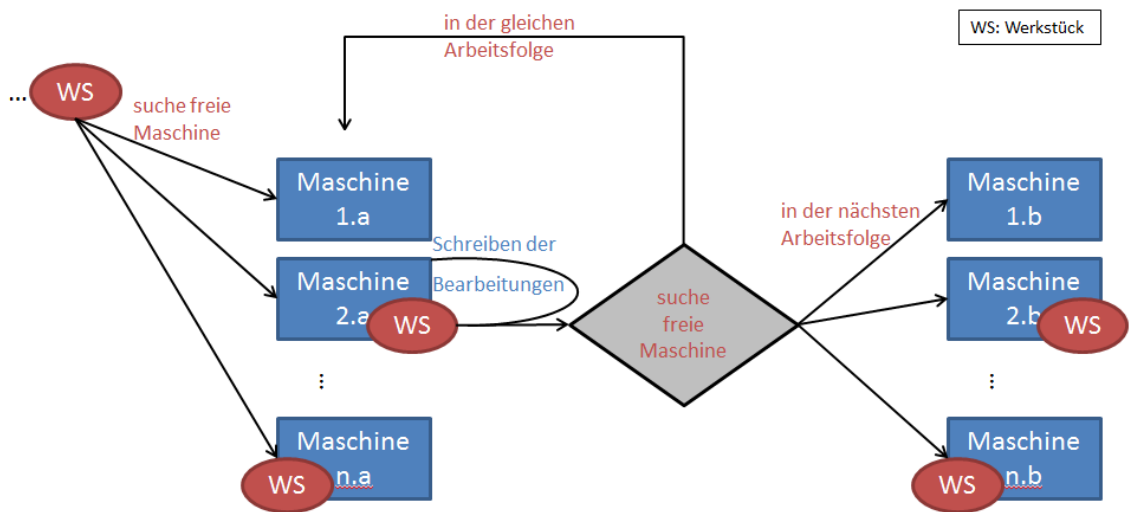 in der gleichen
Arbeitsfolge
WS: Werkstück
...
WS
suche freie
Maschine
Maschine
1.a
Maschine
1.b
in der nächsten
Arbeitsfolge
Schreiben der
Bearbeitungen
Maschine
2.a
WS
suche
freie
Maschine
Maschine
2.b
WS
...
...
Maschine
n.a
WS
Maschine
n.b
WS